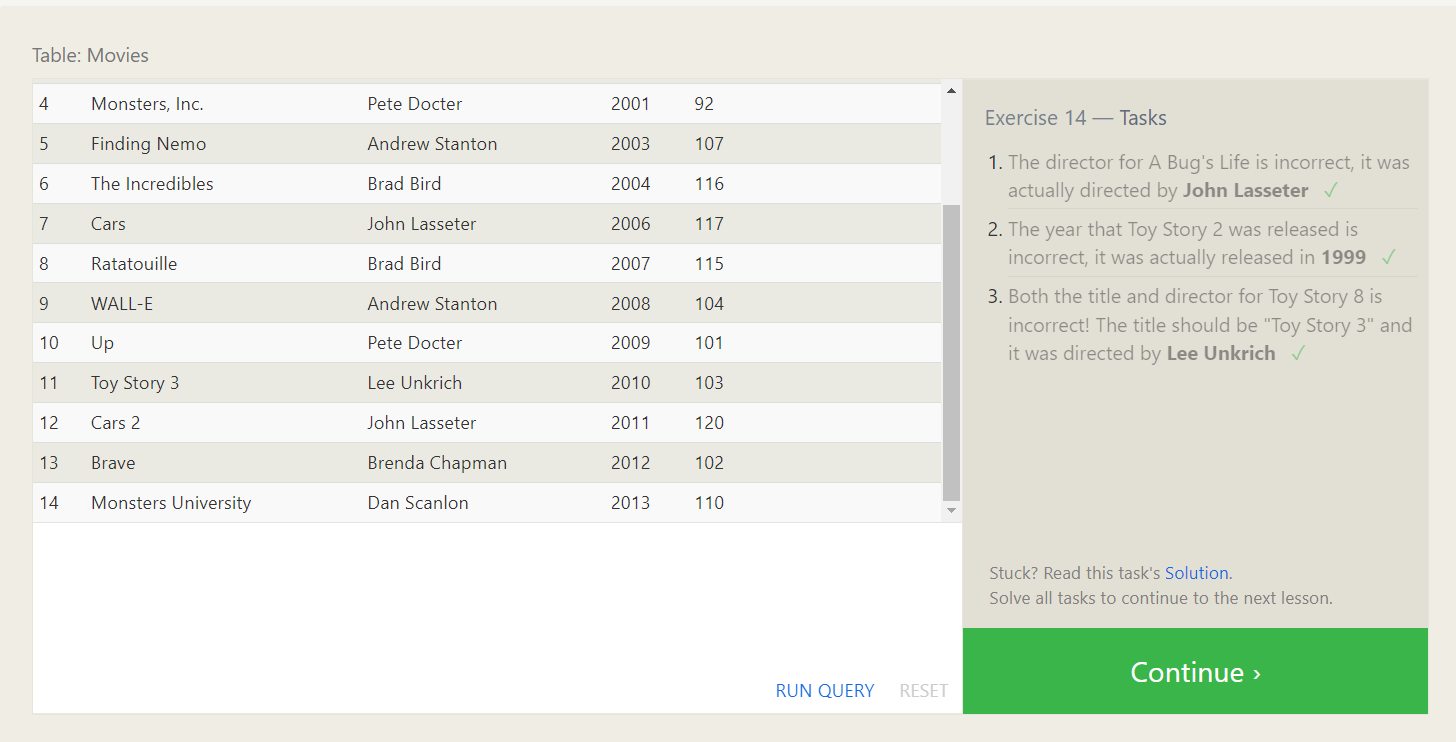 Table: Movies
4 Monsters, Inc. Pete Docter 2001 92
5 Finding Nemo Andrew Stanton 2003 107
6 The Incredibles Brad Bird 2004 116
7 Cars John Lasseter 2006 117
8 Ratatouille Brad Bird 2007 115
9 WALL-E Andrew Stanton 2008 104
10 Up Pete Docter 2009 101
11 Toy Story 3 Lee Unkrich 2010 103
12 Cars 2 John Lasseter 2011 120
13 Brave Brenda Chapman 2012 102
14 Monsters University Dan Scanlon 2013 110
RUN QUERY RESET
Exercise 14 — Tasks
1. The director for A Bug's Life is incorrect, it was
actually directed by John Lasseter ✓
2. The year that Toy Story 2 was released is
incorrect, it was actually released in 1999 ✓
3. Both the title and director for Toy Story 8 is
incorrect! The title should be "Toy Story 3" and
it was directed by Lee Unkrich ✓
Stuck? Read this task's Solution.
Solve all tasks to continue to the next lesson.
Continue ›